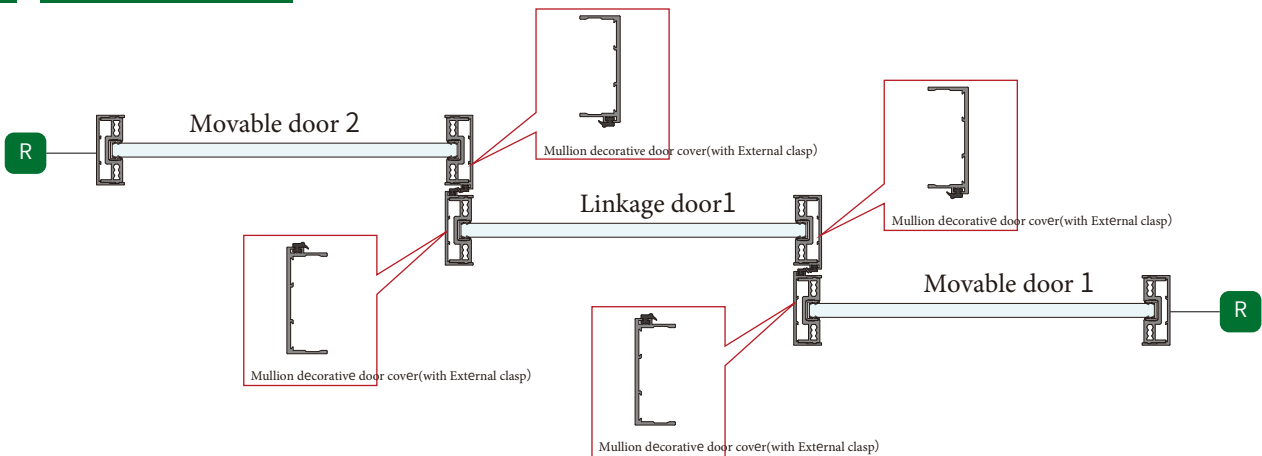 Movable door 2
R
Mullion decorative door cover(with External clasp)
Linkage door1
Mullion decorative door cover(with External clasp)
Movable door 1
R
Mullion decorative door cover(with External clasp)
Mullion decorative door cover(with External clasp)